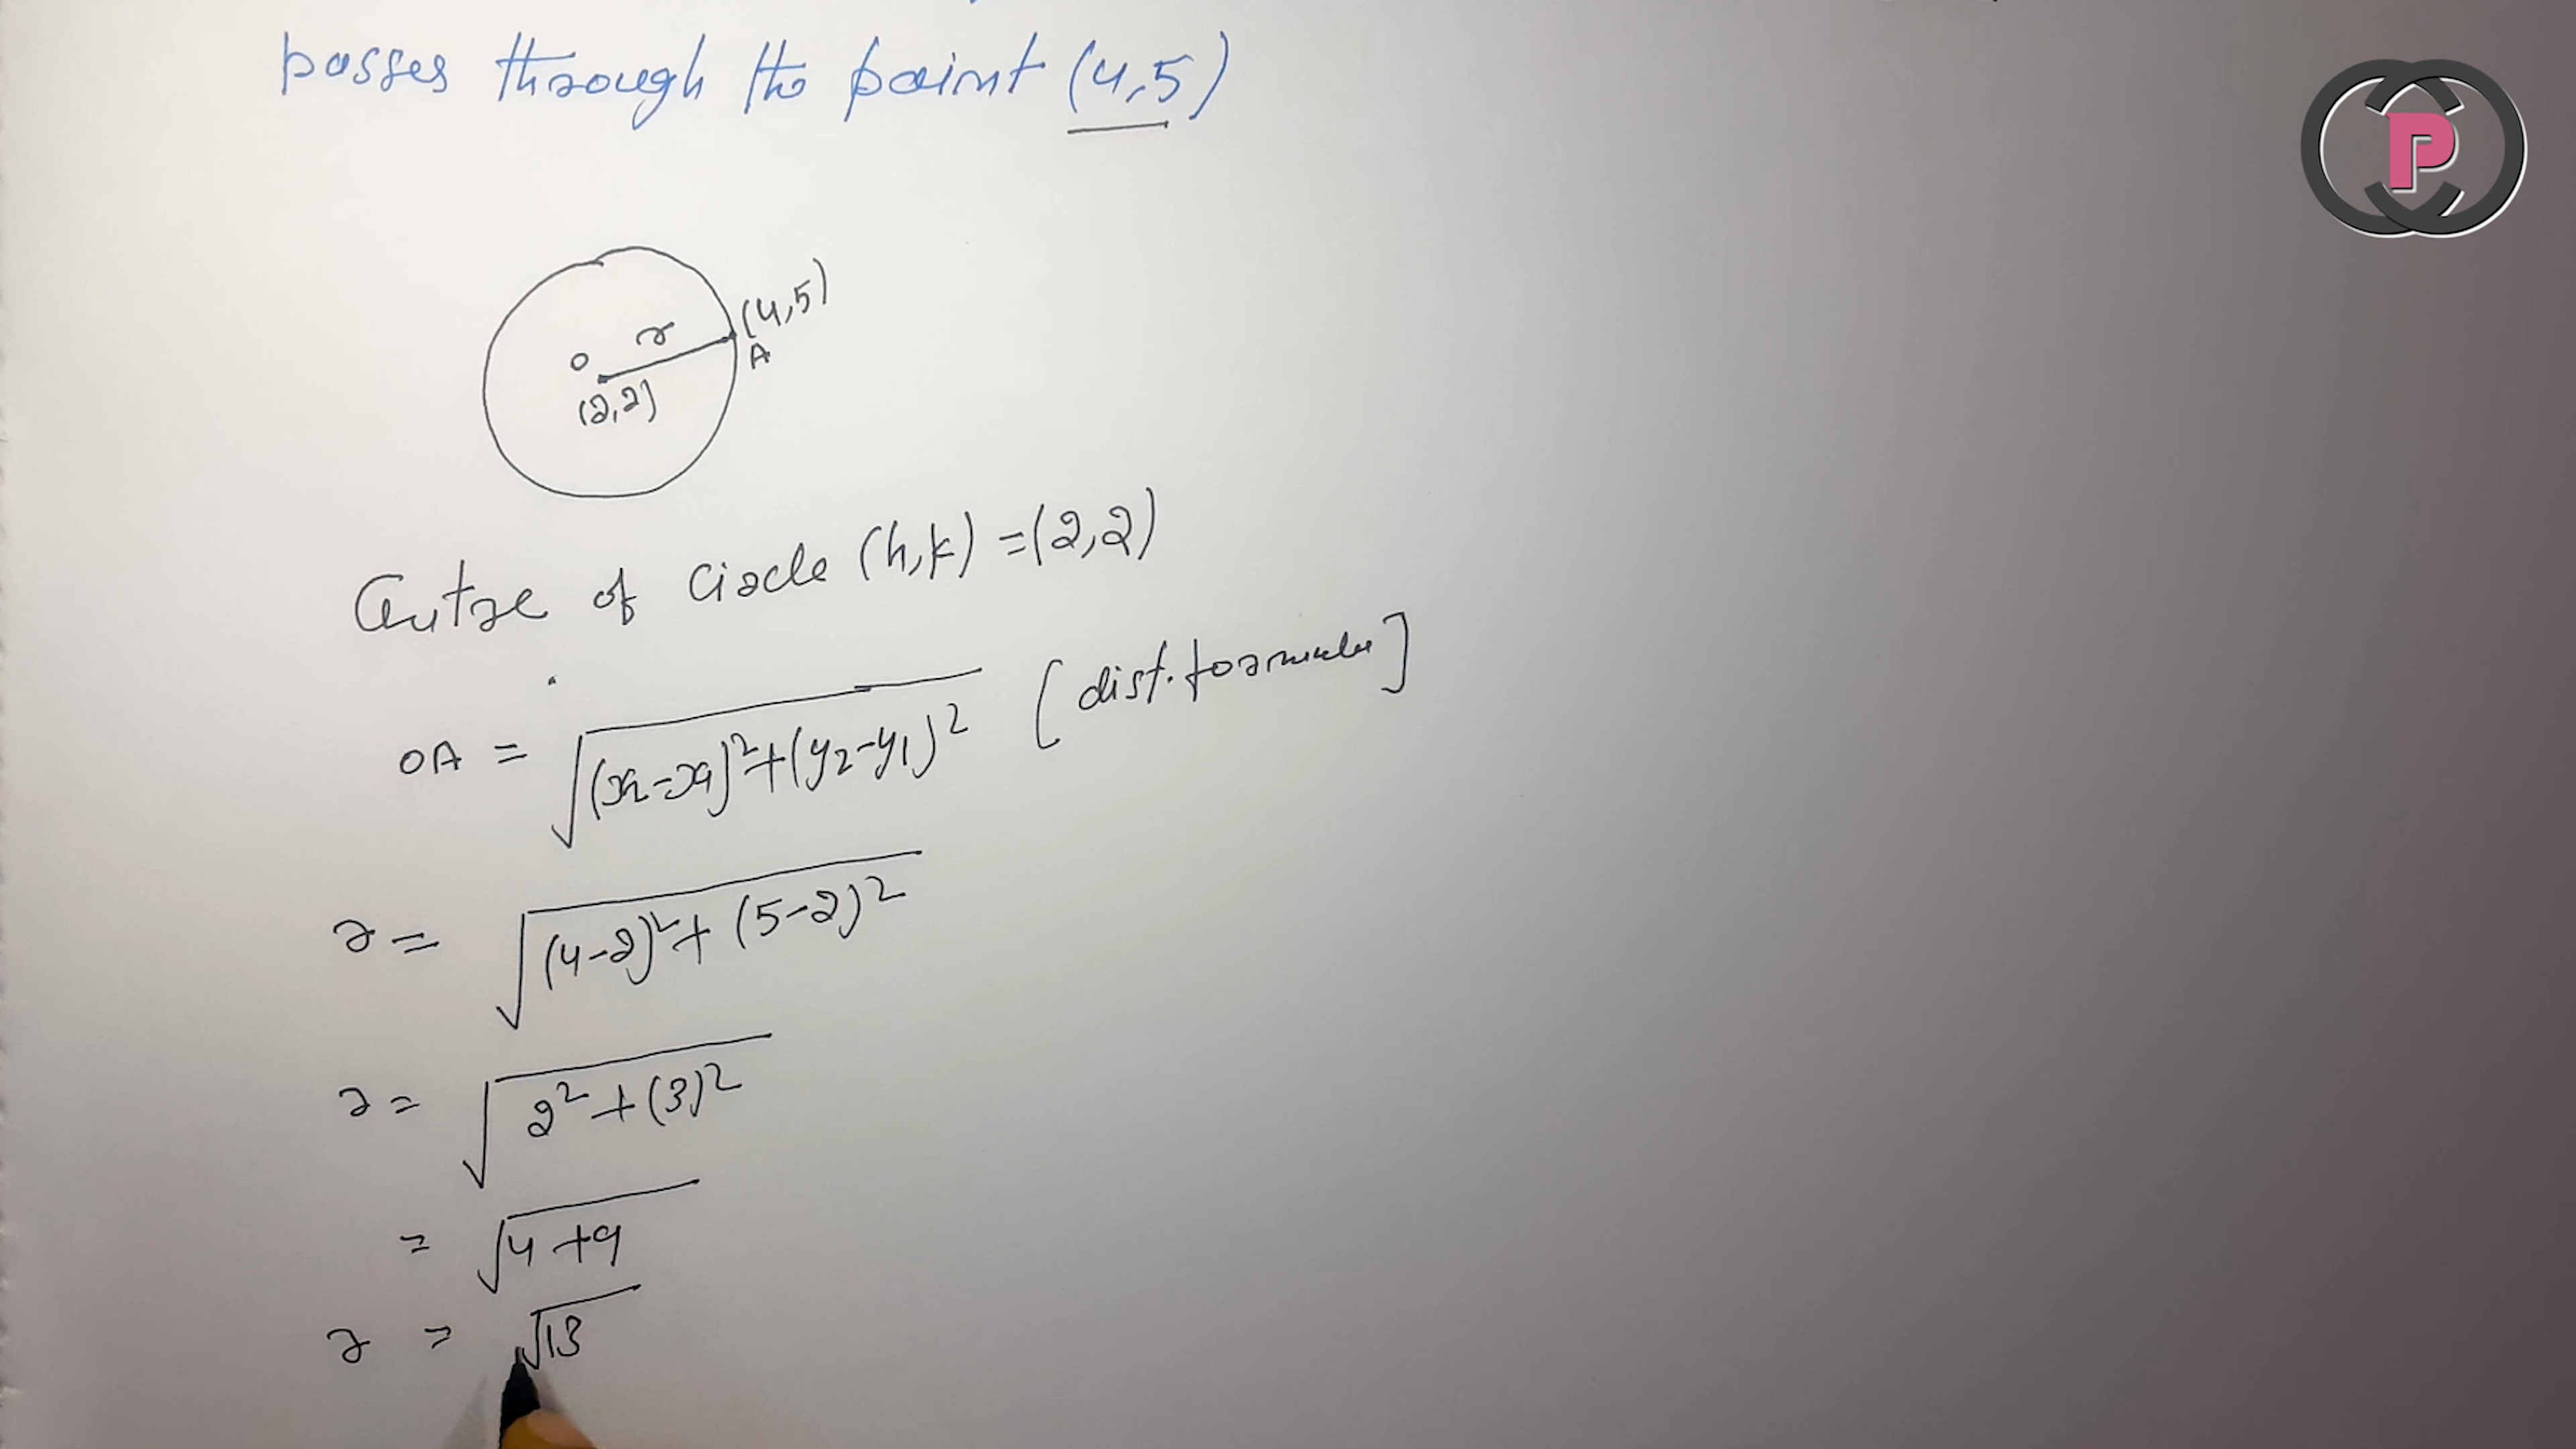 passes through the point (4,5)
(4,5)
r
O
A
(2,2)
Centre of Circle (h,k) = (2,2)
OA = √(x₂-x₁)²+(y₂-y₁)² [dist. formula]
r = √(4-2)²+(5-2)²
r = √2²+(3)²
= √4+9
r = √13
P